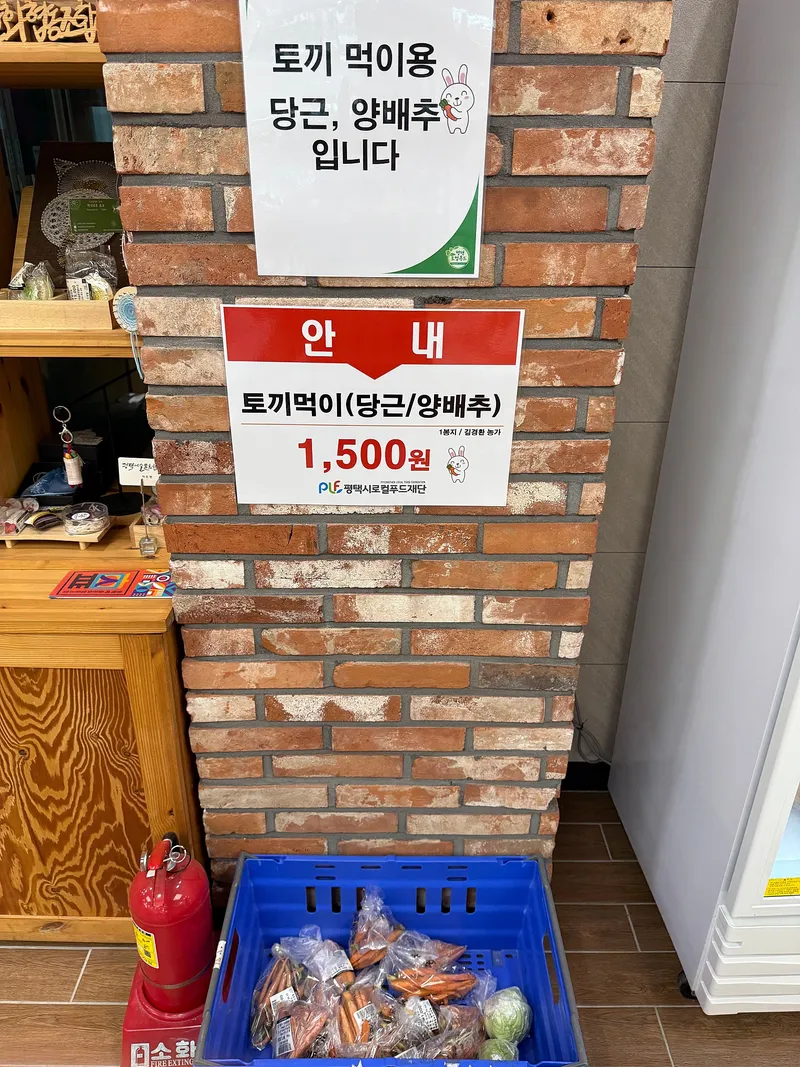 토끼 먹이용
당근, 양배추
입니다
안 내
토끼먹이(당근/양배추)
1봉지 / 김경환 농가
1,500원
PLF 평택시로컬푸드재단
소화
FIRE EXTING